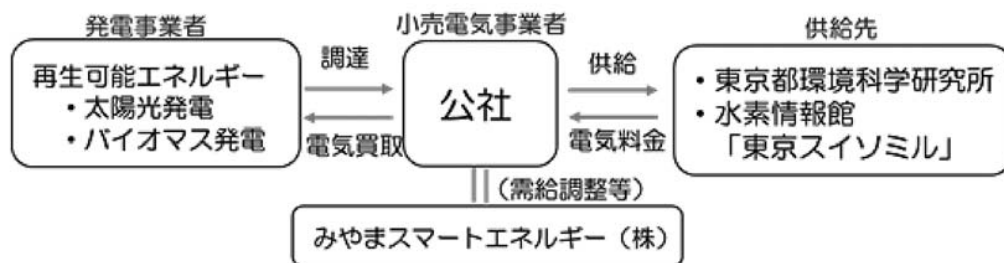 発電事業者
再生可能エネルギー
・太陽光発電
・バイオマス発電
調達
電気買取
小売電気事業者
公社
供給
電気料金
供給先
・東京都環境科学研究所
・水素情報館
「東京スイソミル」
(需給調整等)
みやまスマートエネルギー（株）